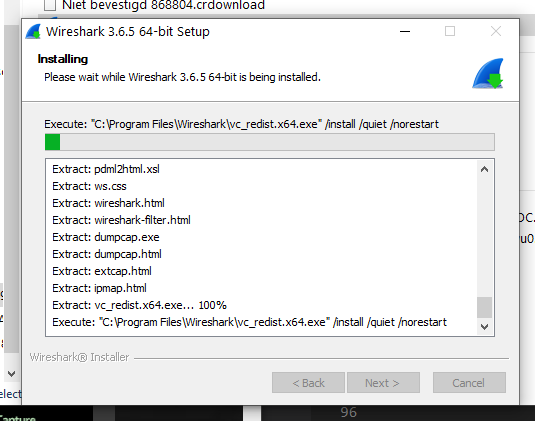 Niet bevestigd 868804.crdownload
Wireshark 3.6.5 64-bit Setup
Installing
Please wait while Wireshark 3.6.5 64-bit is being installed.
Execute: "C:\Program Files\Wireshark\vc_redist.x64.exe" /install /quiet /norestart
Extract: pdml2html.xsl
Extract: ws.css
Extract: wireshark.html
Extract: wireshark-filter.html
Extract: dumpcap.exe
Extract: dumpcap.html
Extract: extcap.html
Extract: ipmap.html
Extract: vc_redist.x64.exe... 100%
Execute: "C:\Program Files\Wireshark\vc_redist.x64.exe" /install /quiet /norestart
Wireshark® Installer
< Back
Next >
Cancel
elect
Capture
96